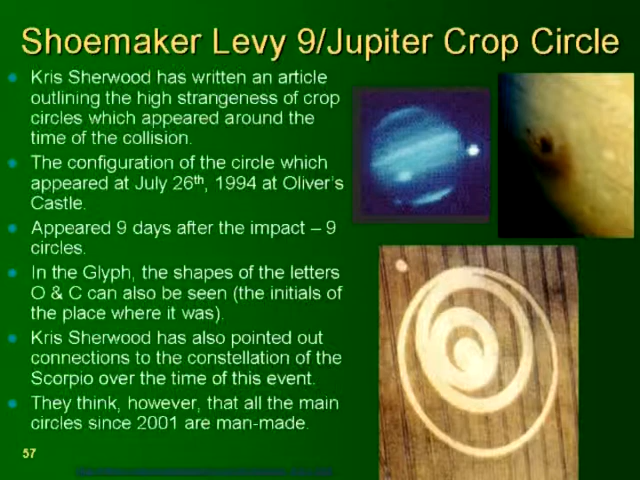 Shoemaker Levy 9/Jupiter Crop Circle
Kris Sherwood has written an article
outlining the high strangeness of crop
circles which appeared around the
time of the collision.
The configuration of the circle which
appeared at July 26th, 1994 at Oliver's
Castle.
Appeared 9 days after the impact – 9
circles.
In the Glyph, the shapes of the letters
O & C can also be seen (the initials of
the place where it was).
Kris Sherwood has also pointed out
connections to the constellation of the
Scorpio over the time of this event.
They think, however, that all the main
circles since 2001 are man-made.
57